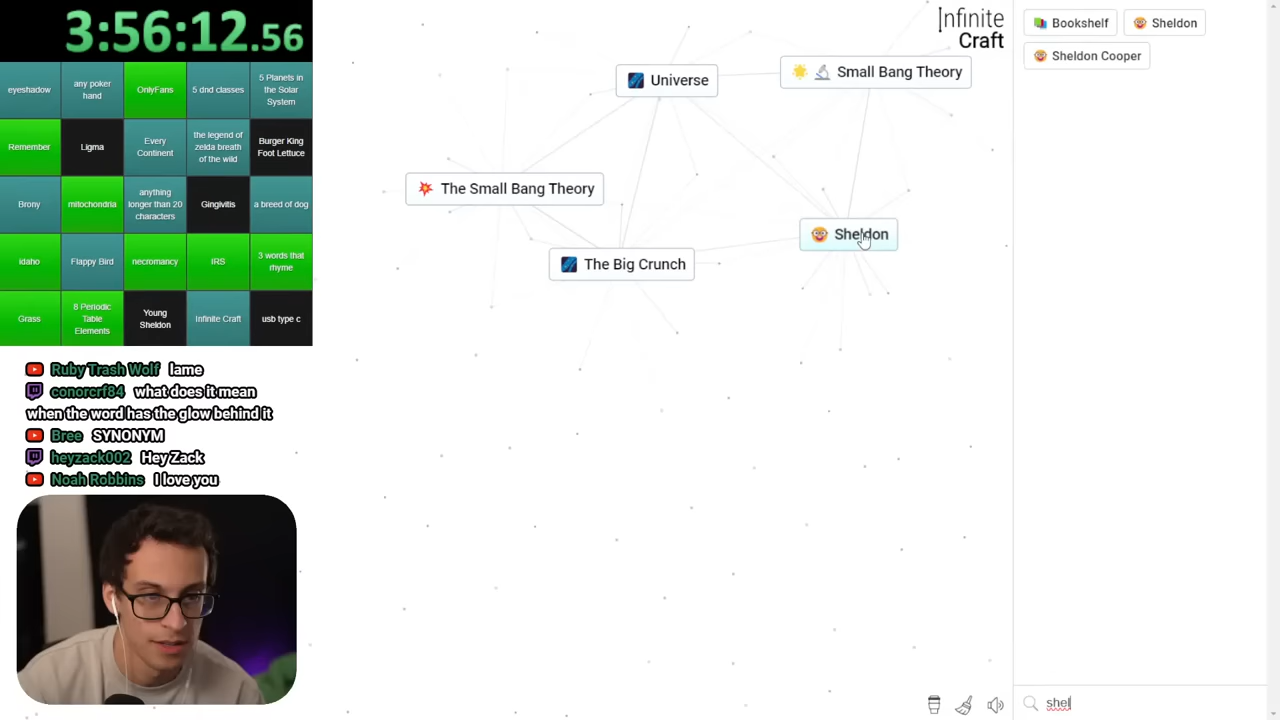 3:56:12.56
eyeshadow
any poker
hand
OnlyFans
5 dnd classes
5 Planets in
the Solar
System
Remember
Ligma
Every
Continent
the legend of
zelda breath
of the wild
Burger King
Foot Lettuce
Brony
mitochondria
anything
longer than 20
characters
Gingivitis
a breed of dog
idaho
Flappy Bird
necromancy
IRS
3 words that
rhyme
Grass
8 Periodic
Table
Elements
Young
Sheldon
Infinite Craft
usb type c
Ruby Trash Wolf lame
conorcrf84 what does it mean
when the word has the glow behind it
Bree SYNONYM
heyzack002 Hey Zack
Noah Robbins I love you
Infinite
Craft
Universe
Small Bang Theory
The Small Bang Theory
Sheldon
The Big Crunch
Bookshelf
Sheldon
Sheldon Cooper
shel